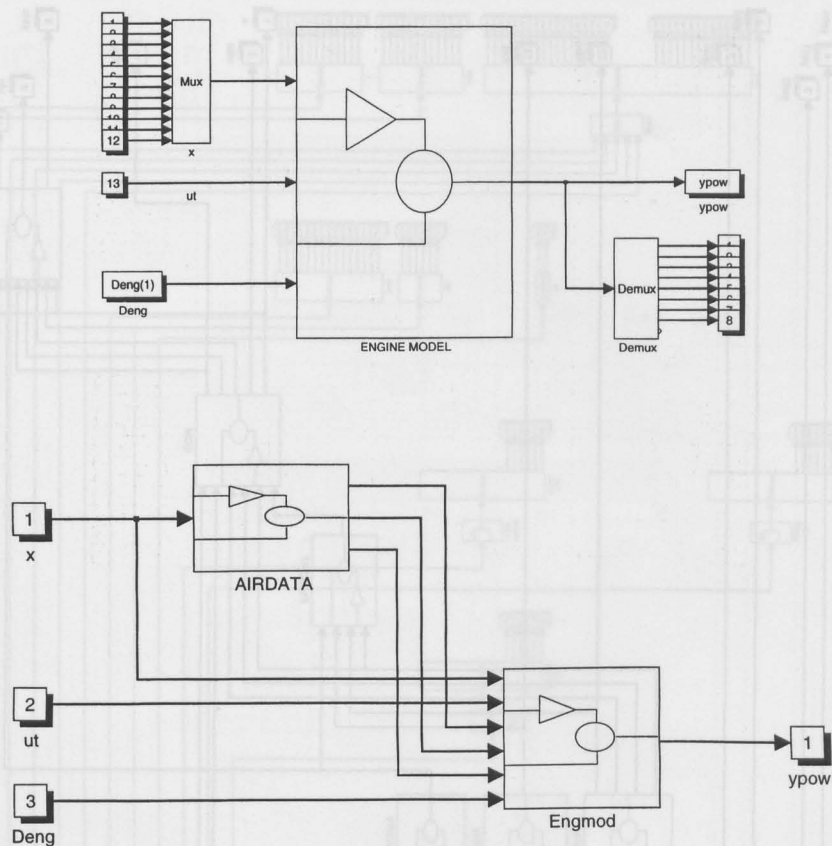 1
Mux
12
x
13
ut
Deng(1)
Deng
ENGINE MODEL
ypow
ypow
Demux
8
Demux
1
x
AIRDATA
2
ut
3
Deng
Engmod
1
ypow